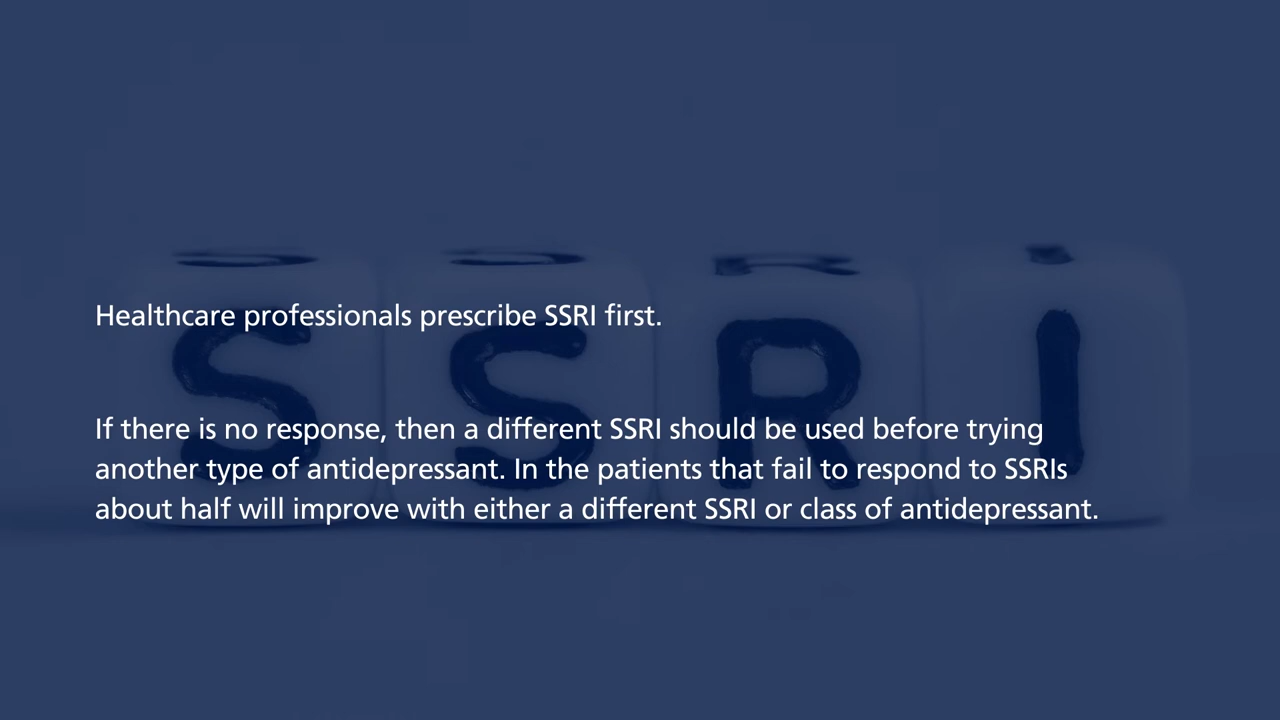 Healthcare professionals prescribe SSRI first.
If there is no response, then a different SSRI should be used before trying
another type of antidepressant. In the patients that fail to respond to SSRIs
about half will improve with either a different SSRI or class of antidepressant.
S S R I